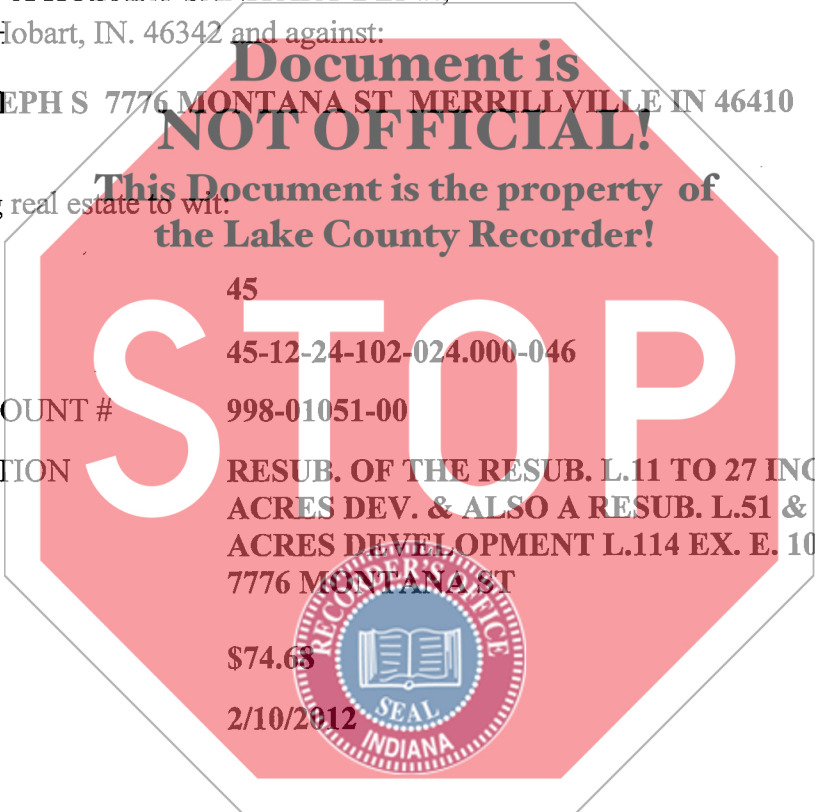 Hobart, IN. 46342 and against:
Document is
EPH S 7776 MONTANA ST MERRILLVILLE IN 46410
NOT OFFICIAL!
This Document is the property of
real estate to wit:
the Lake County Recorder!
45
STOP
45-12-24-102-024.000-046
OUNT # 998-01051-00
TION RESUB. OF THE RESUB. L.11 TO 27 INC
ACRES DEV. & ALSO A RESUB. L.51 &
ACRES DEVELOPMENT L.114 EX. E. 10
7776 MONTANA ST
RECORDER'S OFFICE
$74.68
SEAL
2/10/2012
INDIANA